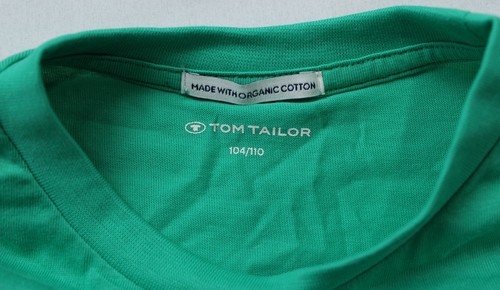 MADE WITH ORGANIC COTTON
TOM TAILOR
104/110